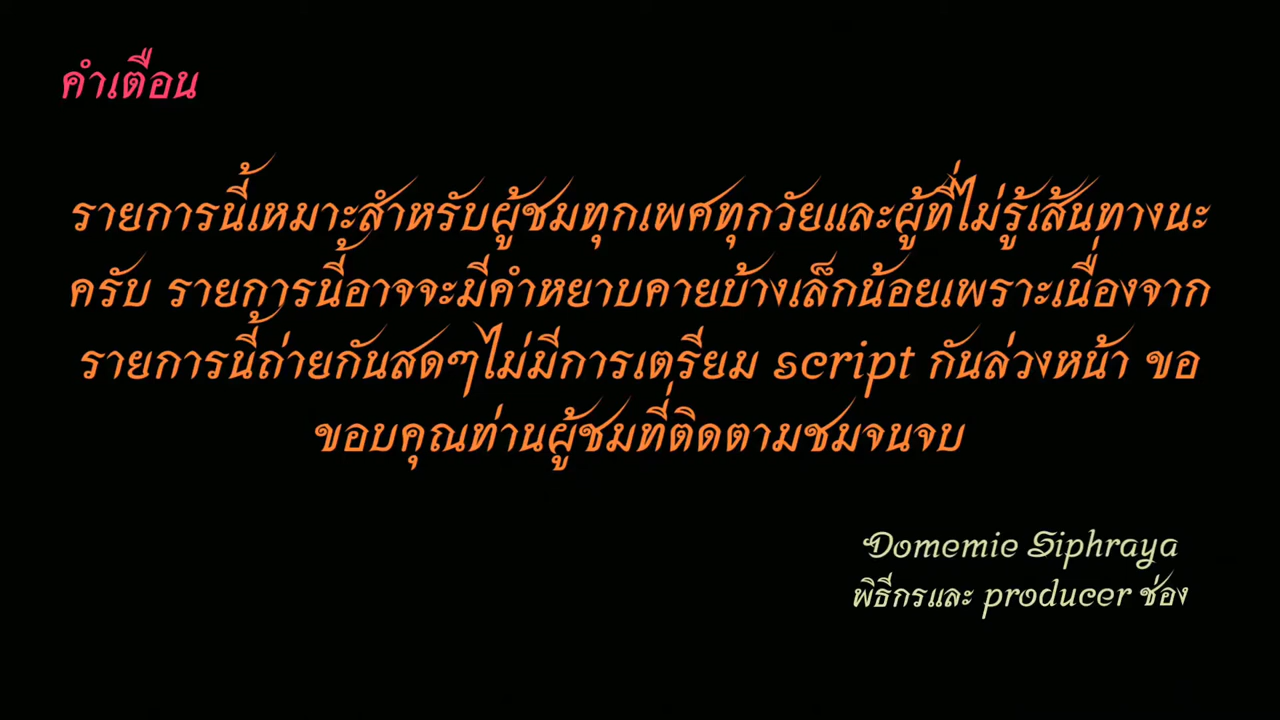 คำเตือน
รายการนี้เหมาะสำหรับผู้ชมทุกเพศทุกวัยและผู้ที่ไม่รู้เส้นทางนะ
ครับ รายการนี้อาจจะมีคำหยาบคายบ้างเล็กน้อยเพราะเนื่องจาก
รายการนี้ถ่ายกันสดๆไม่มีการเตรียม script กันล่วงหน้า ขอ
ขอบคุณท่านผู้ชมที่ติดตามชมจนจบ
Domemie Siphraya
พิธีกรและ producer ช่อง